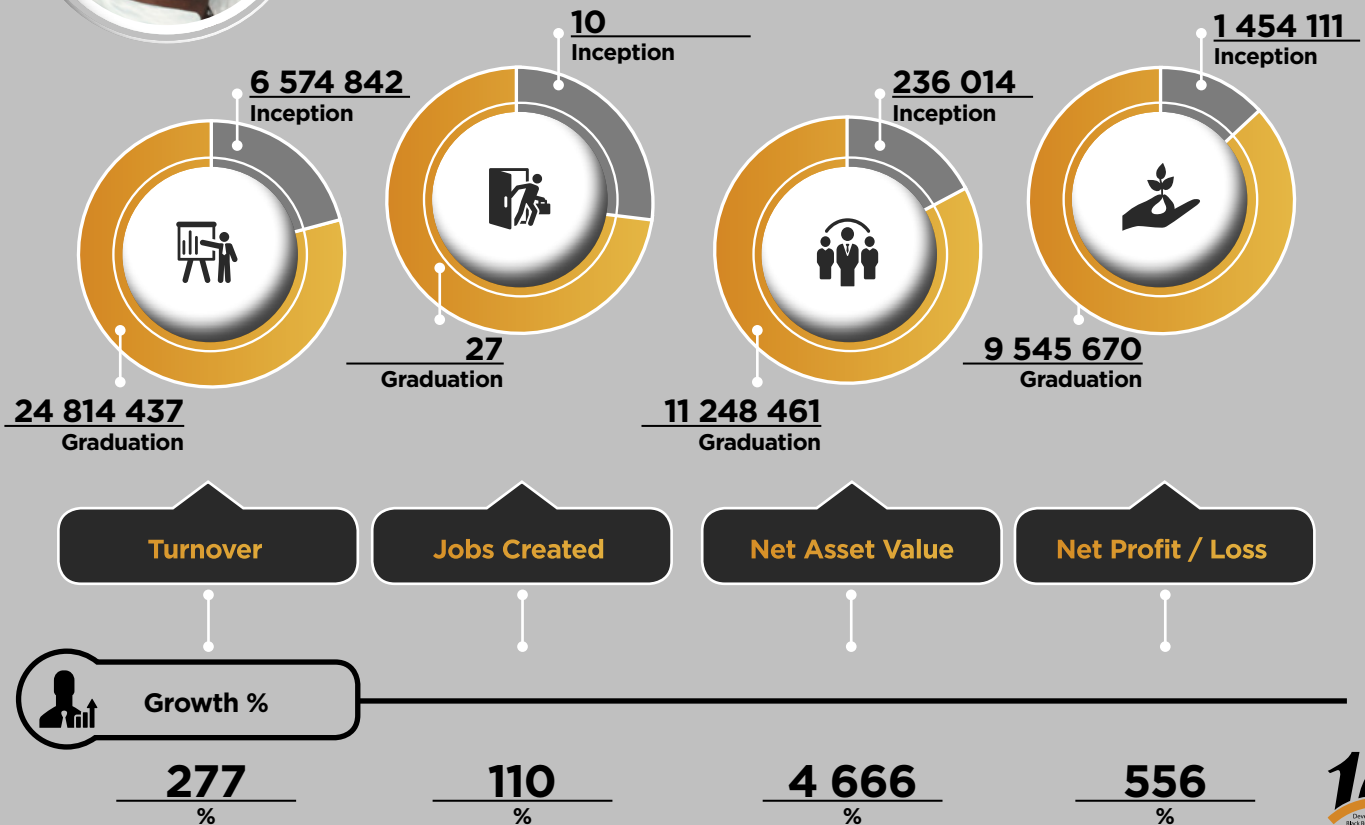 10
Inception
1 454 111
Inception
6 574 842
Inception
236 014
Inception
27
Graduation
9 545 670
Graduation
24 814 437
Graduation
11 248 461
Graduation
Turnover
Jobs Created
Net Asset Value
Net Profit / Loss
Growth %
277
%
110
%
4 666
%
556
%